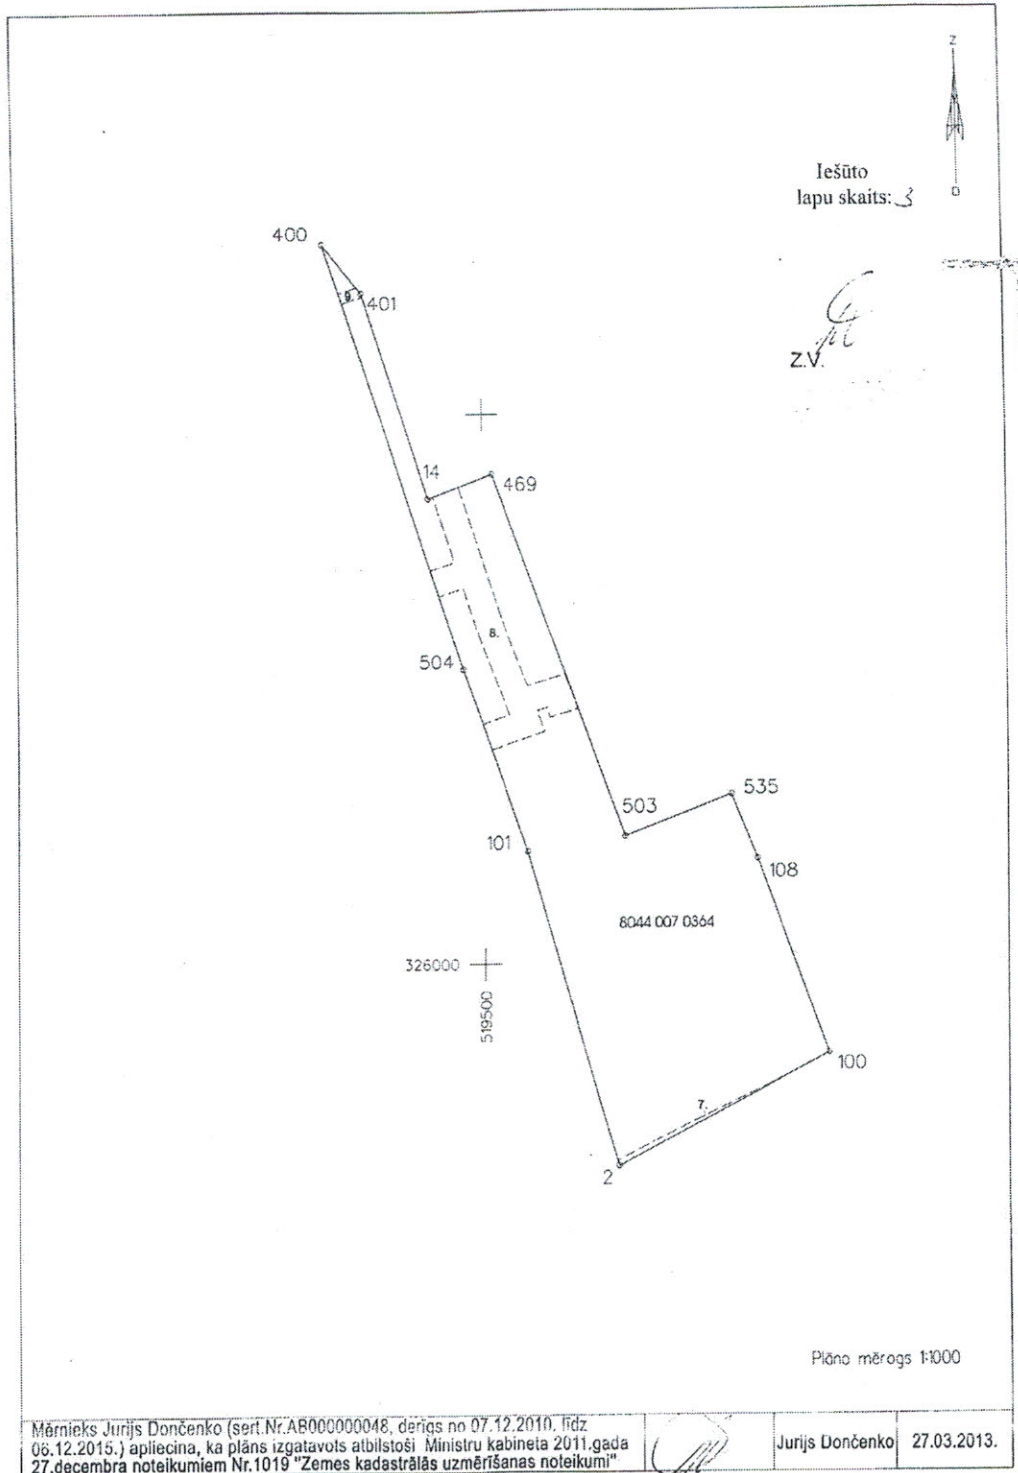 Z
Iešūto
lapu skaits: 3
400
9.
401
Z.V.
14
469
8.
504
503
535
101
108
8044 007 0364
326000
519500
100
7.
2
Plāna mērogs 1:1000
Mērnieks Jurijs Dončenko (sert.Nr.AB000000048, derīgs no 07.12.2010. līdz
06.12.2015.) apliecina, ka plāns izgatavots atbilstoši Ministru kabineta 2011.gada
27.decembra noteikumiem Nr.1019 "Zemes kadastrālās uzmērīšanas noteikumi"
Jurijs Dončenko
27.03.2013.